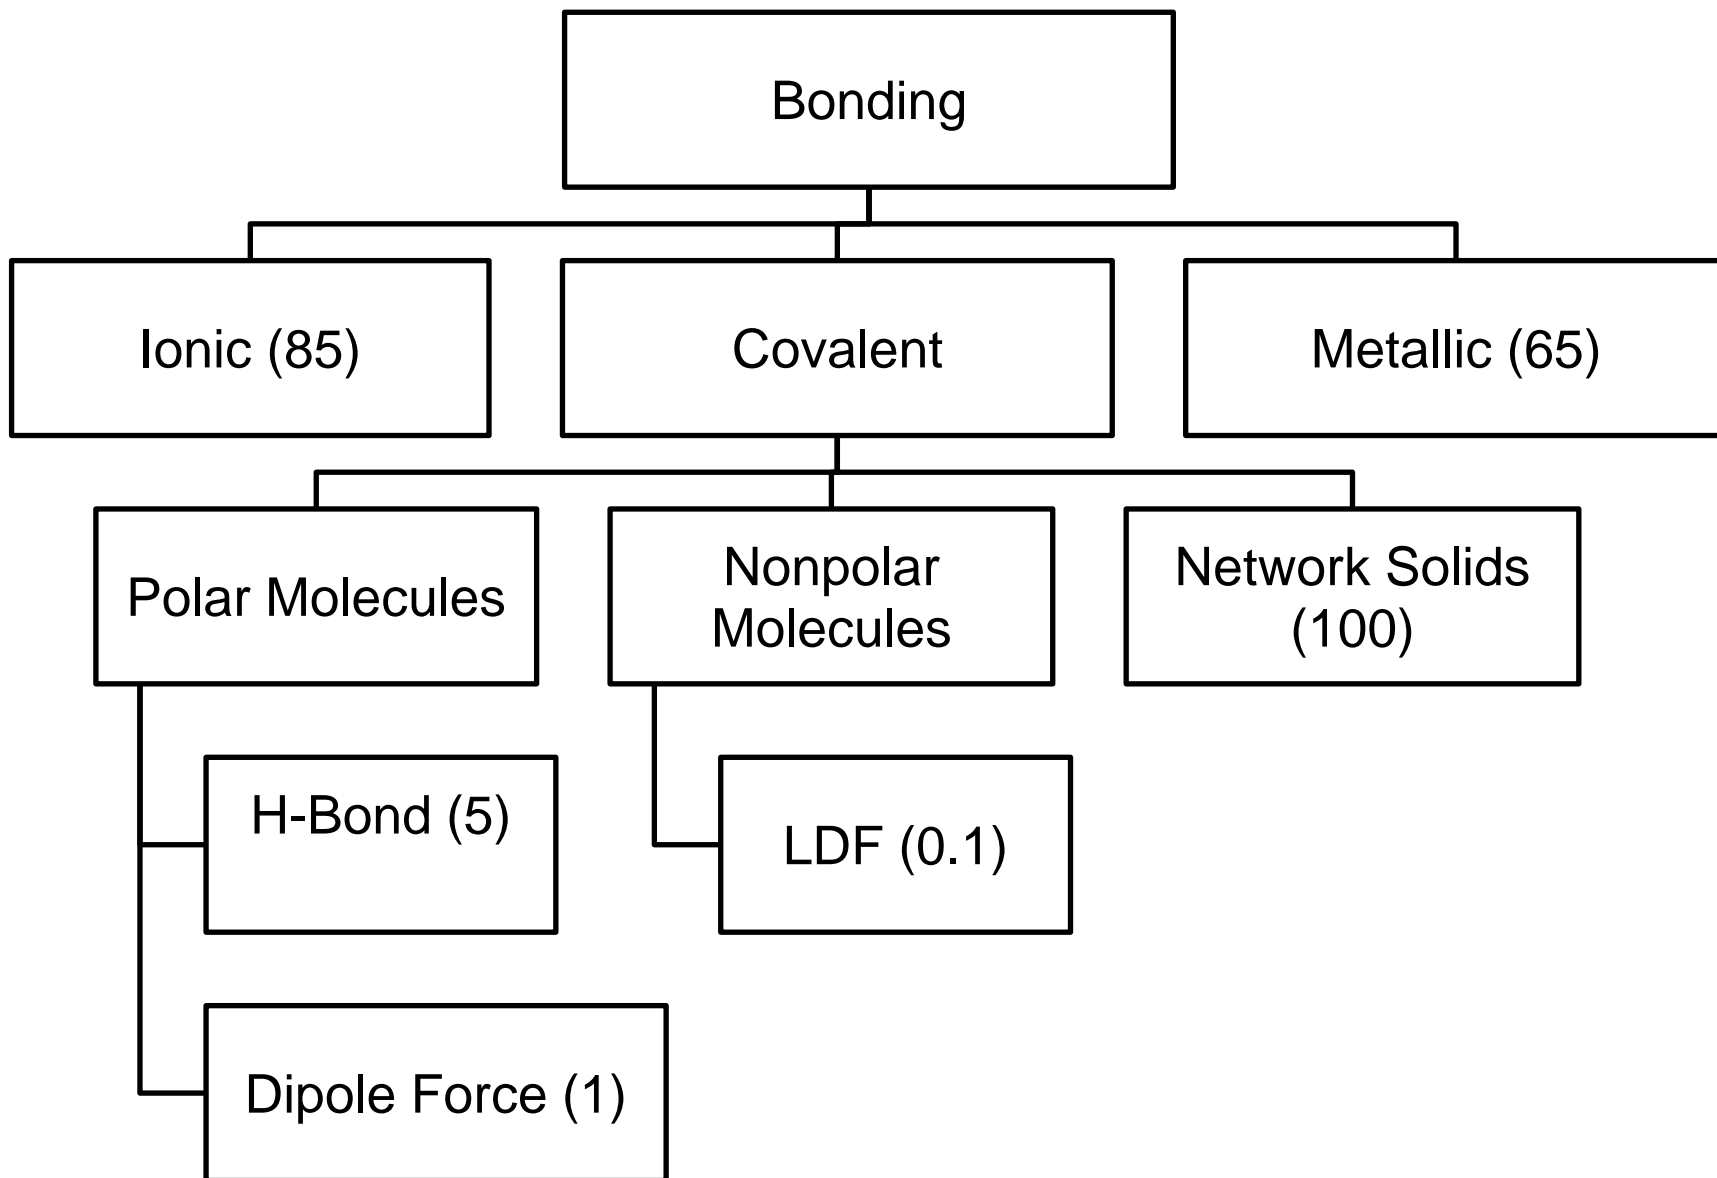 Bonding
Ionic (85)
Covalent
Metallic (65)
Polar Molecules
Nonpolar
Molecules
Network Solids
(100)
H-Bond (5)
LDF (0.1)
Dipole Force (1)